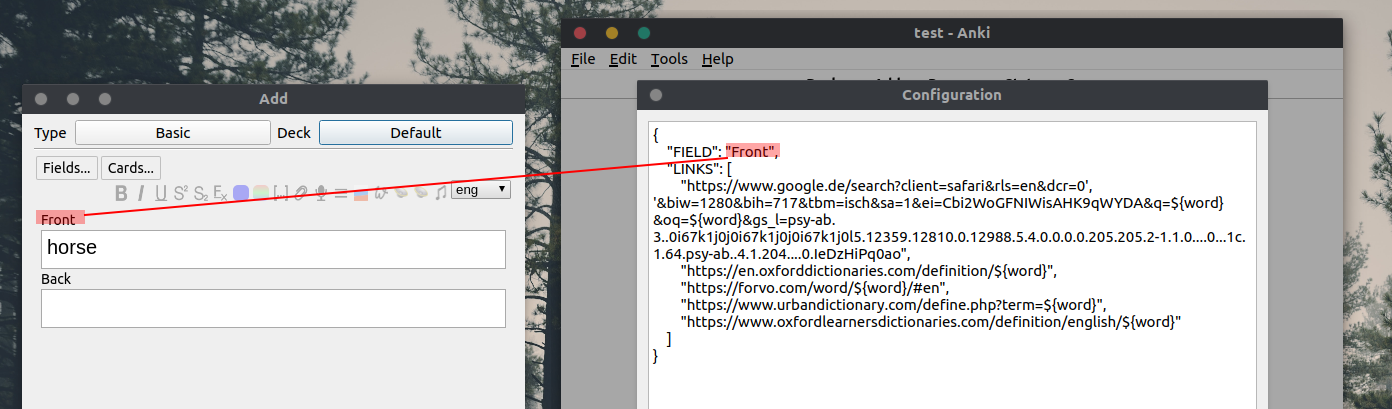 Add
Type Basic Deck Default
Fields... Cards...
B I U S² S₂ Eₓ [...] eng
Front
horse
Back
test - Anki
File Edit Tools Help
Configuration
{
"FIELD": "Front",
"LINKS": [
"https://www.google.de/search?client=safari&rls=en&dcr=0',
'&biw=1280&bih=717&tbm=isch&sa=1&ei=Cbi2WoGFNIWisAHK9qWYDA&q=${word}
&oq=${word}&gs_l=psy-ab.
3..0i67k1j0j0i67k1j0j0i67k1j0l5.12359.12810.0.12988.5.4.0.0.0.0.205.205.2-1.1.0....0...1c.
1.64.psy-ab..4.1.204....0.IeDzHiPq0ao",
"https://en.oxforddictionaries.com/definition/${word}",
"https://forvo.com/word/${word}/#en",
"https://www.urbandictionary.com/define.php?term=${word}",
"https://www.oxfordlearnersdictionaries.com/definition/english/${word}"
]
}